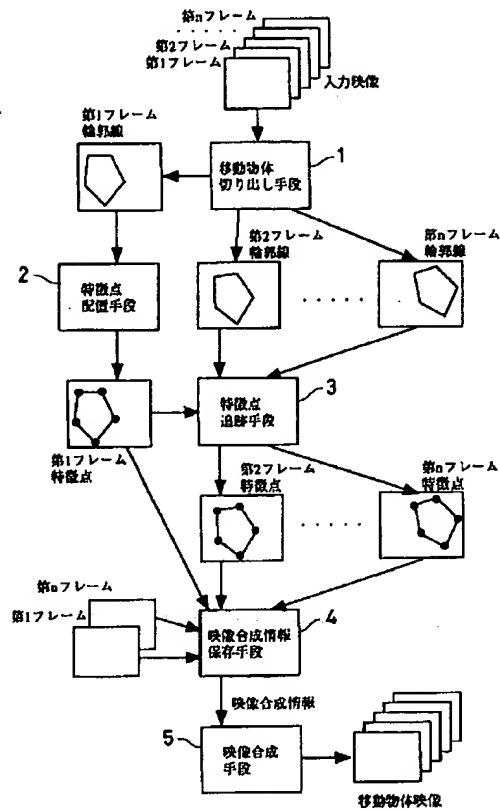 第nフレーム
・・・・・
第2フレーム
第1フレーム
入力映像
第1フレーム
輪郭線
移動物体
切り出し手段
1
第2フレーム
輪郭線
第nフレーム
輪郭線
2
特徴点
配置手段
・・・・・
特徴点
追跡手段
3
第1フレーム
特徴点
第2フレーム
特徴点
第nフレーム
特徴点
・・・・・
第nフレーム
第1フレーム
映像合成情報
保存手段
4
映像合成情報
5
映像合成
手段
移動物体映像